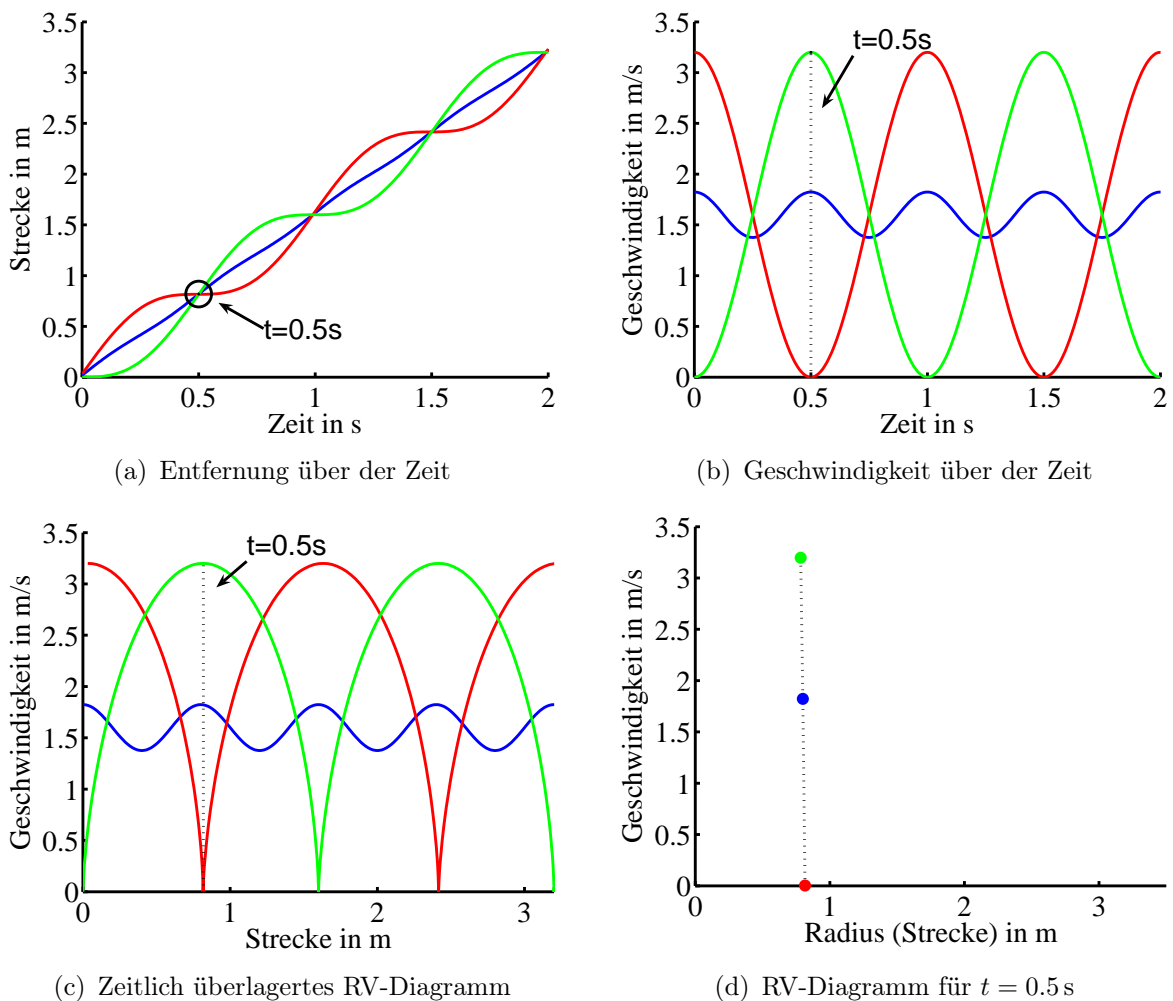 3.5
3
2.5
2
1.5
1
0.5
0
Strecke in m
t=0.5s
0 0.5 1 1.5 2
Zeit in s
(a) Entfernung über der Zeit
3.5
3
2.5
2
1.5
1
0.5
0
Geschwindigkeit in m/s
t=0.5s
0 0.5 1 1.5 2
Zeit in s
(b) Geschwindigkeit über der Zeit
3.5
3
2.5
2
1.5
1
0.5
0
Geschwindigkeit in m/s
t=0.5s
0 1 2 3
Strecke in m
(c) Zeitlich überlagertes RV-Diagramm
3.5
3
2.5
2
1.5
1
0.5
0
Geschwindigkeit in m/s
0 1 2 3
Radius (Strecke) in m
(d) RV-Diagramm für t = 0.5 s